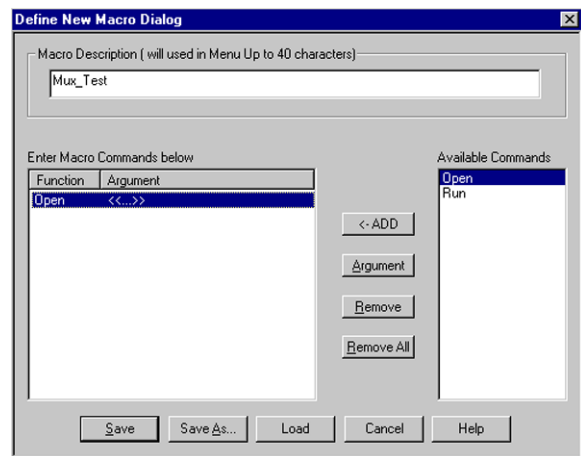 Define New Macro Dialog
Macro Description ( will used in Menu Up to 40 characters)
Mux_Test
Enter Macro Commands below
Available Commands
Function Argument
Open <<...>>
Open
Run
<- ADD
Argument
Remove
Remove All
Save Save As... Load Cancel Help